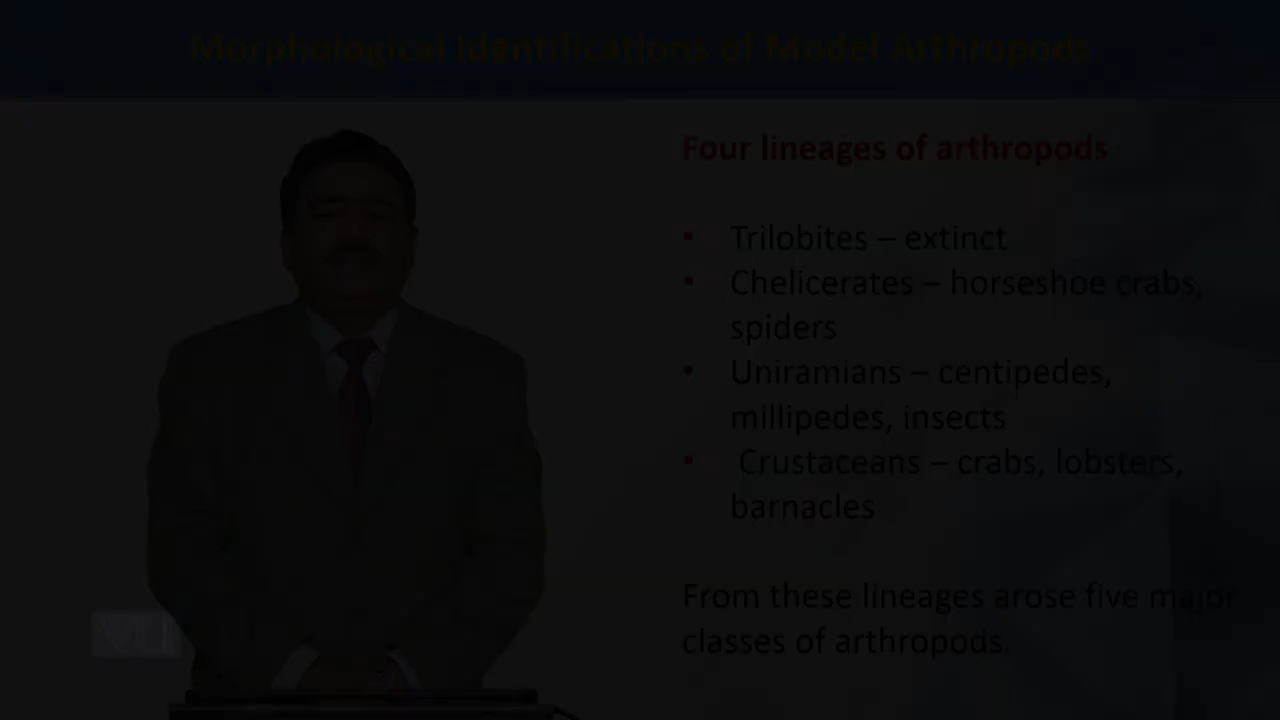 Morphological Identifications of Model Arthropods
Four lineages of arthropods
• Trilobites – extinct
• Chelicerates – horseshoe crabs,
spiders
• Uniramians – centipedes,
millipedes, insects
• Crustaceans – crabs, lobsters,
barnacles
From these lineages arose five major
classes of arthropods.